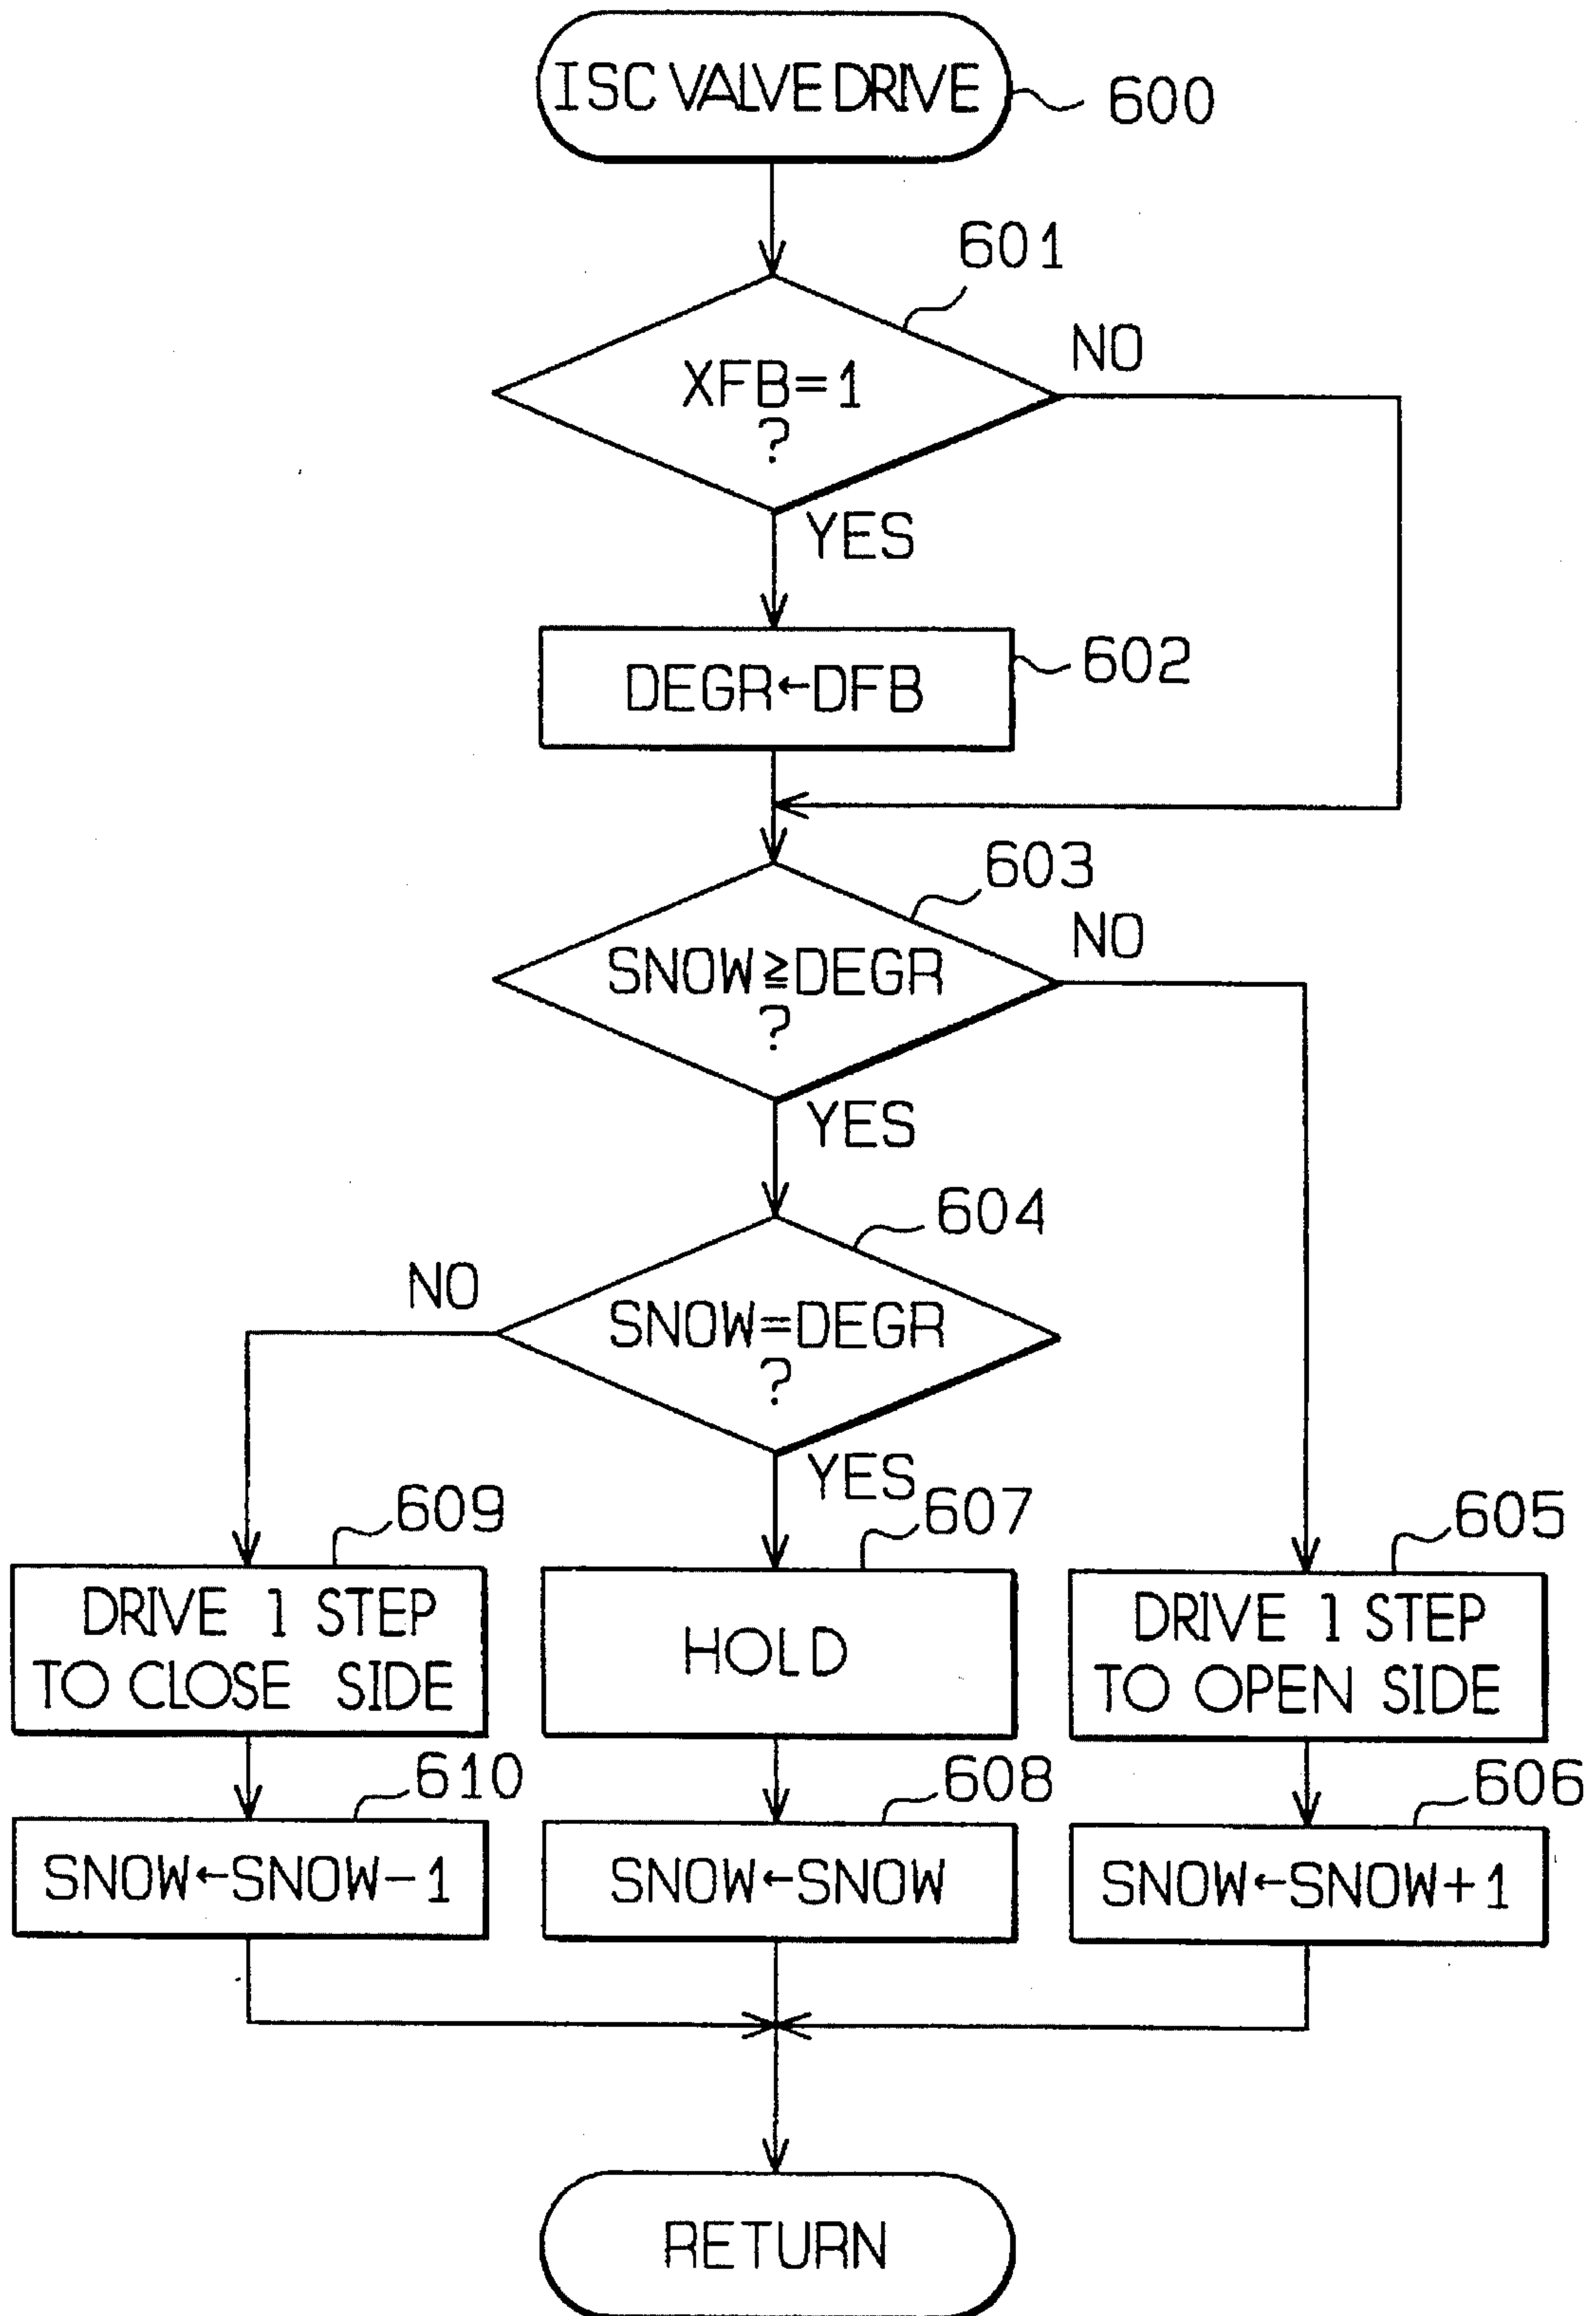 ISC VALVE DRIVE
600
601
XFB=1
?
NO
YES
DEGR←DFB
602
603
SNOW≧DEGR
?
NO
YES
604
SNOW=DEGR
?
NO
YES
609
607
605
DRIVE 1 STEP
TO CLOSE SIDE
HOLD
DRIVE 1 STEP
TO OPEN SIDE
610
608
606
SNOW←SNOW-1
SNOW←SNOW
SNOW←SNOW+1
RETURN